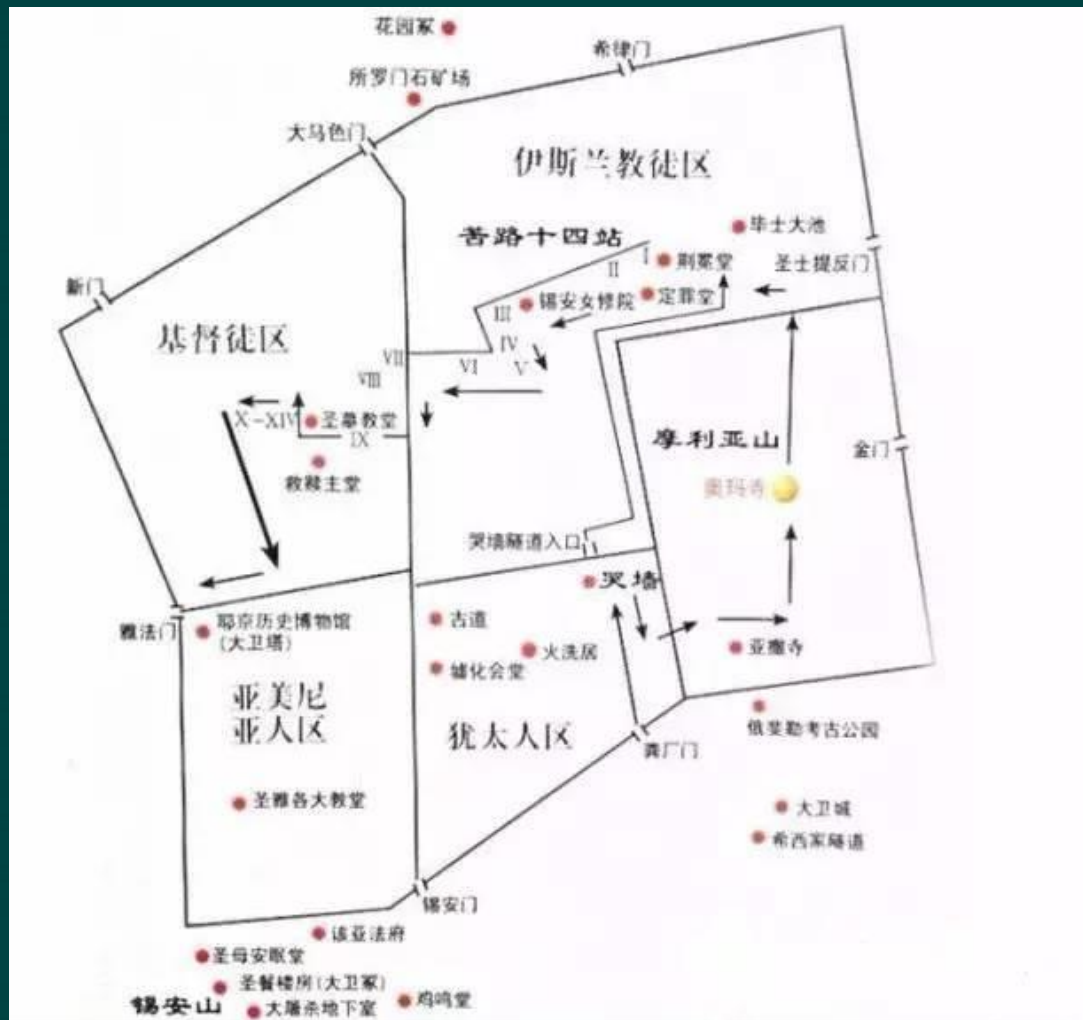 花园冢
希律门
所罗门石矿场
大马色门
伊斯兰教徒区
毕士大池
苦路十四站
I
荆冕堂
圣士提反门
II
新门
定罪堂
III
锡安女修院
基督徒区
IV
VII
VI
V
VIII
X-XIV
圣墓教堂
IX
摩利亚山
金门
救赎主堂
奥玛寺
哭墙隧道入口
哭墙
雅法门
耶京历史博物馆
(大卫塔)
古道
亚撒寺
火洗居
墟化会堂
亚美尼
亚人区
犹太人区
粪厂门
俄斐勒考古公园
圣雅各大教堂
大卫城
希西家隧道
锡安门
该亚法府
圣母安眠堂
圣餐楼房(大卫冢)
锡安山
大屠杀地下室
鸡鸣堂